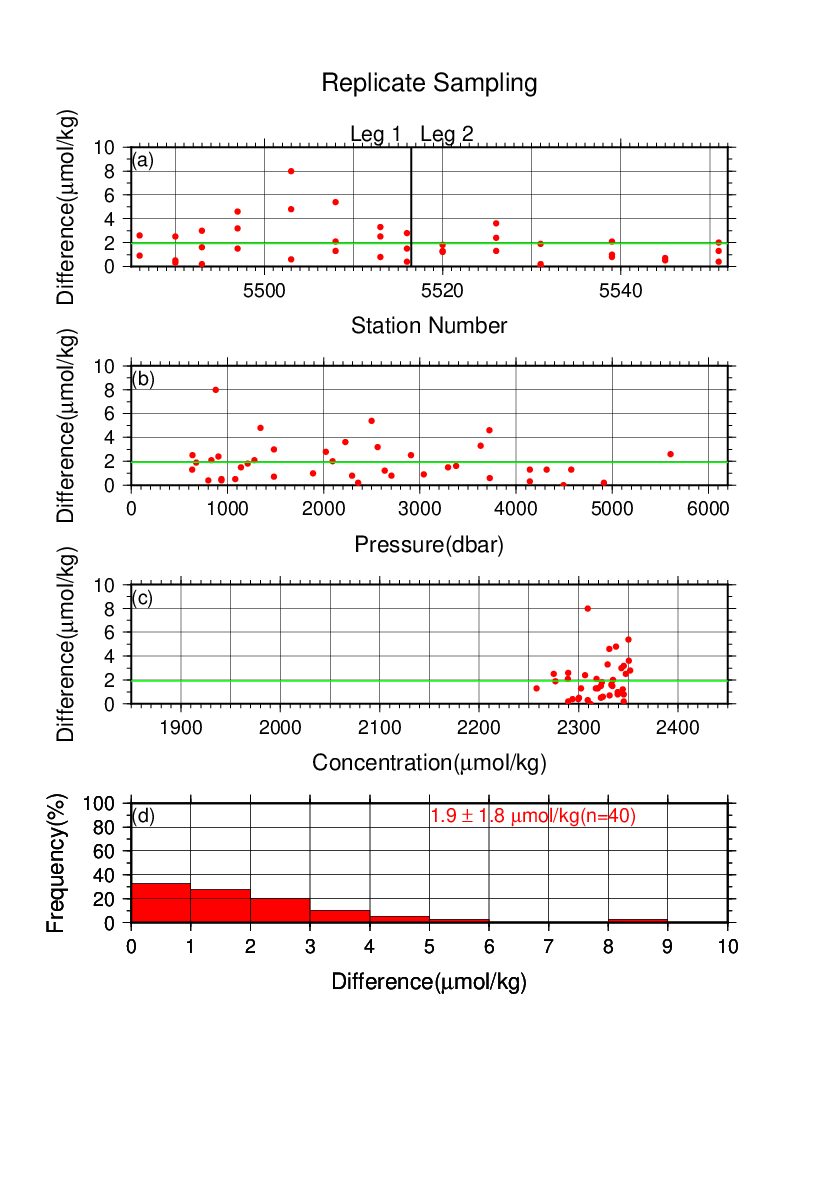 Replicate Sampling
Leg 1 Leg 2
Difference(μmol/kg)
10
8
6
4
2
0
(a)
5500 5520 5540
Station Number
Difference(μmol/kg)
10
8
6
4
2
0
(b)
0 1000 2000 3000 4000 5000 6000
Pressure(dbar)
Difference(μmol/kg)
10
8
6
4
2
0
(c)
1900 2000 2100 2200 2300 2400
Concentration(μmol/kg)
Frequency(%)
100
80
60
40
20
0
(d)
1.9 ± 1.8 μmol/kg(n=40)
0 1 2 3 4 5 6 7 8 9 10
Difference(μmol/kg)